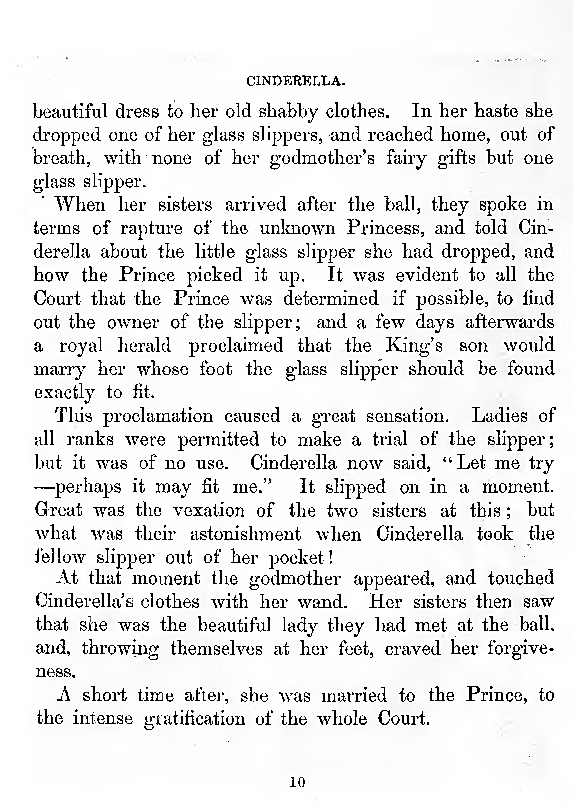 CINDERELLA.
beautiful dress to her old shabby clothes. In her haste she
dropped one of her glass slippers, and reached home, out of
breath, with none of her godmother's fairy gifts but one
glass slipper.
When her sisters arrived after the ball, they spoke in
terms of rapture of the unknown Princess, and told Cin-
derella about the little glass slipper she had dropped, and
how the Prince picked it up. It was evident to all the
Court that the Prince was determined if possible, to find
out the owner of the slipper; and a few days afterwards
a royal herald proclaimed that the King's son would
marry her whose foot the glass slipper should be found
exactly to fit.
This proclamation caused a great sensation. Ladies of
all ranks were permitted to make a trial of the slipper;
but it was of no use. Cinderella now said, “Let me try
—perhaps it may fit me.” It slipped on in a moment.
Great was the vexation of the two sisters at this; but
what was their astonishment when Cinderella took the
fellow slipper out of her pocket!
At that moment the godmother appeared, and touched
Cinderella's clothes with her wand. Her sisters then saw
that she was the beautiful lady they had met at the ball,
and, throwing themselves at her feet, craved her forgive-
ness.
A short time after, she was married to the Prince, to
the intense gratification of the whole Court.
10